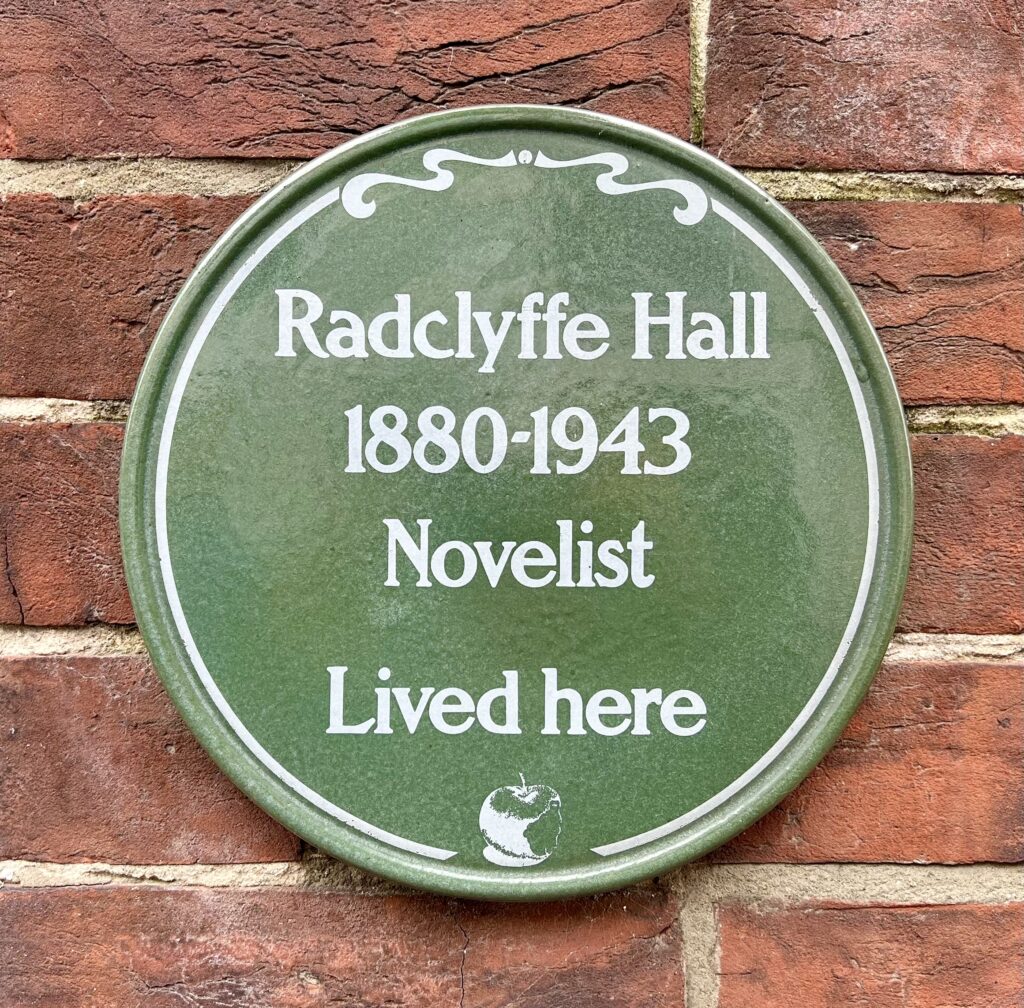 Radclyffe Hall
1880-1943
Novelist
Lived here